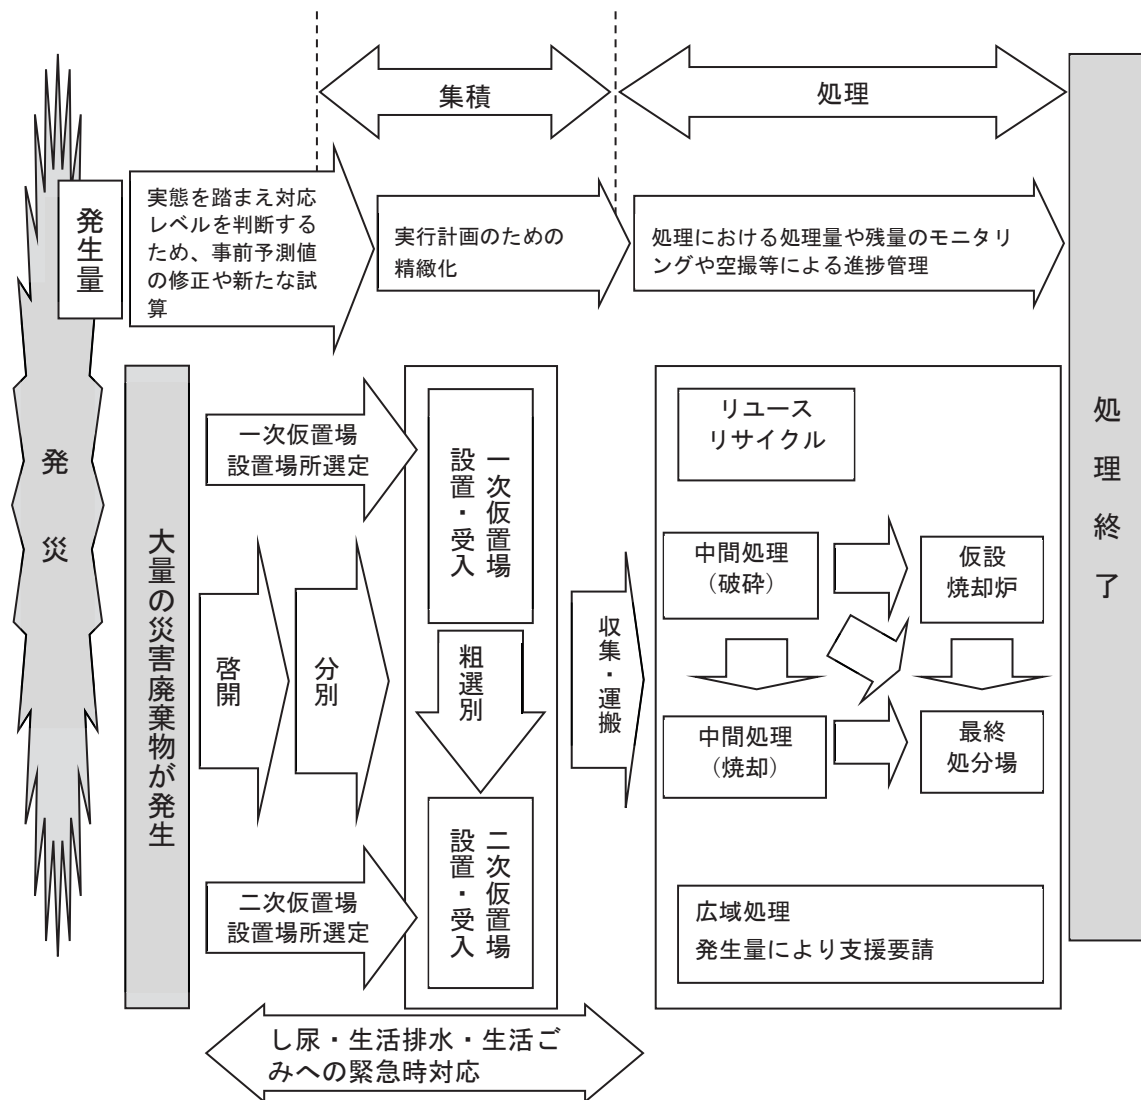 集積
処理
発生量
実態を踏まえ対応
レベルを判断する
ため、事前予測値
の修正や新たな試
算
実行計画のための
精緻化
処理における処理量や残量のモニタリ
ングや空撮等による進捗管理
発災
大量の災害廃棄物が発生
一次仮置場
設置場所選定
啓開
分別
二次仮置場
設置場所選定
一次仮置場
設置・受入
粗選別
二次仮置場
設置・受入
収集・運搬
リユース
リサイクル
中間処理
（破砕）
仮設
焼却炉
中間処理
（焼却）
最終
処分場
広域処理
発生量により支援要請
処理終了
し尿・生活排水・生活ご
みへの緊急時対応